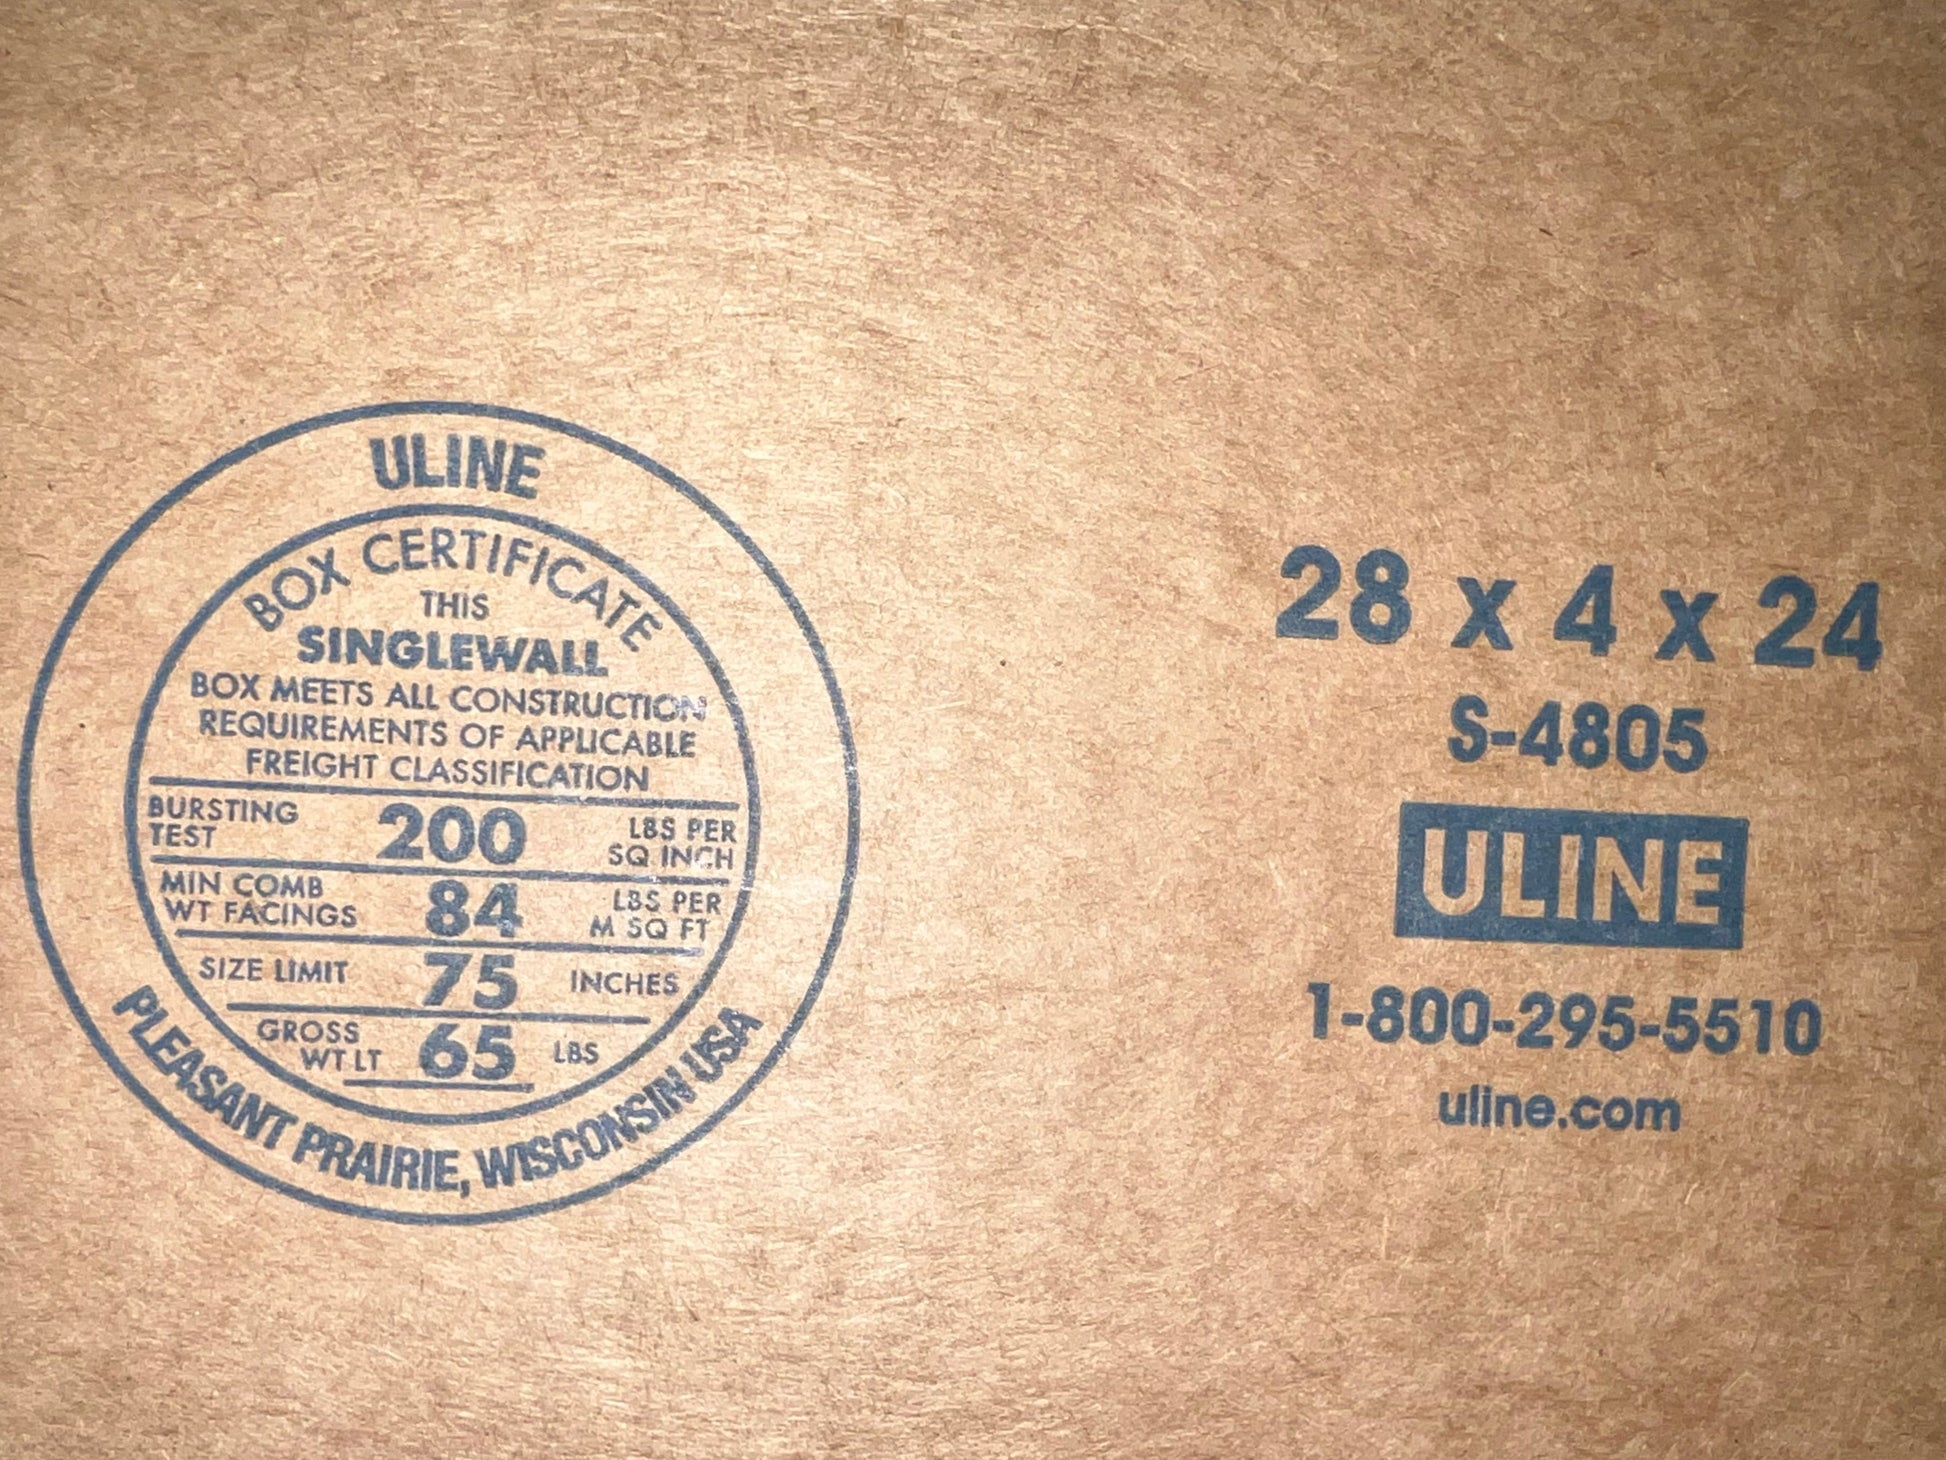 ULINE
BOX CERTIFICATE
THIS
SINGLEWALL
BOX MEETS ALL CONSTRUCTION
REQUIREMENTS OF APPLICABLE
FREIGHT CLASSIFICATION
BURSTING TEST 200 LBS PER SQ INCH
MIN COMB WT FACINGS 84 LBS PER M SQ FT
SIZE LIMIT 75 INCHES
GROSS WT LT 65 LBS
PLEASANT PRAIRIE, WISCONSIN USA
28 x 4 x 24
S-4805
ULINE
1-800-295-5510
uline.com